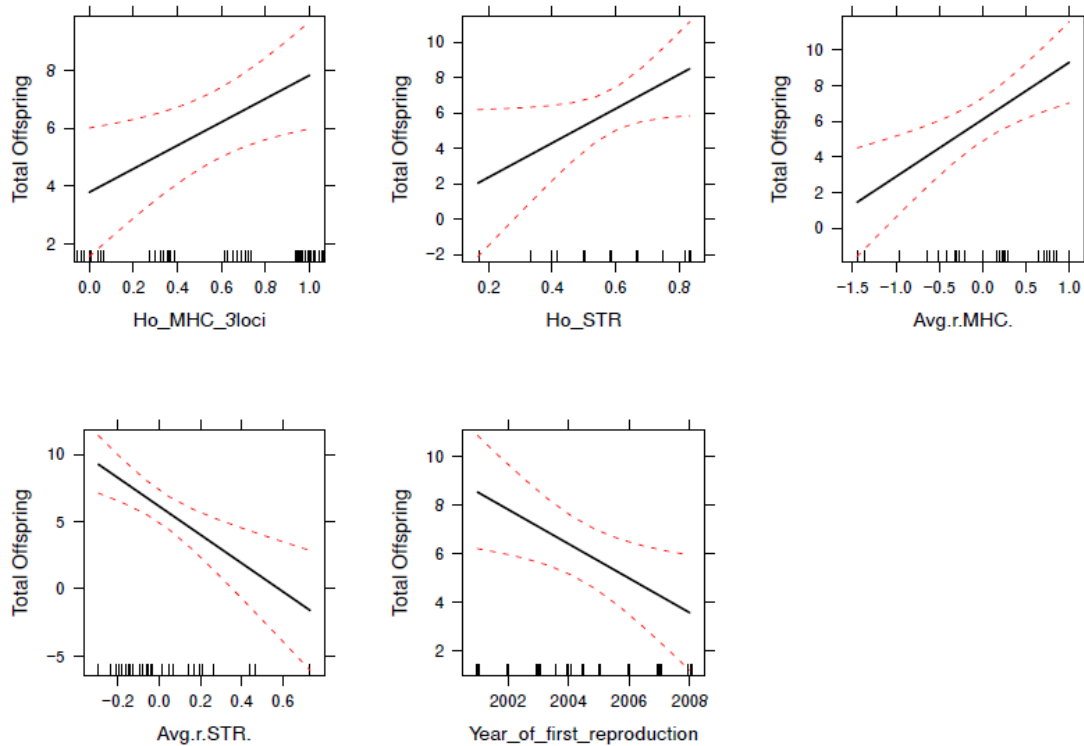 Total Offspring
8
6
4
2
0.0 0.2 0.4 0.6 0.8 1.0
Ho_MHC_3loci
Total Offspring
10
8
6
4
2
0
−2
0.2 0.4 0.6 0.8
Ho_STR
Total Offspring
10
8
6
4
2
0
−1.5 −1.0 −0.5 0.0 0.5 1.0
Avg.r.MHC.
Total Offspring
10
5
0
−5
−0.2 0.0 0.2 0.4 0.6
Avg.r.STR.
Total Offspring
10
8
6
4
2
2002 2004 2006 2008
Year_of_first_reproduction